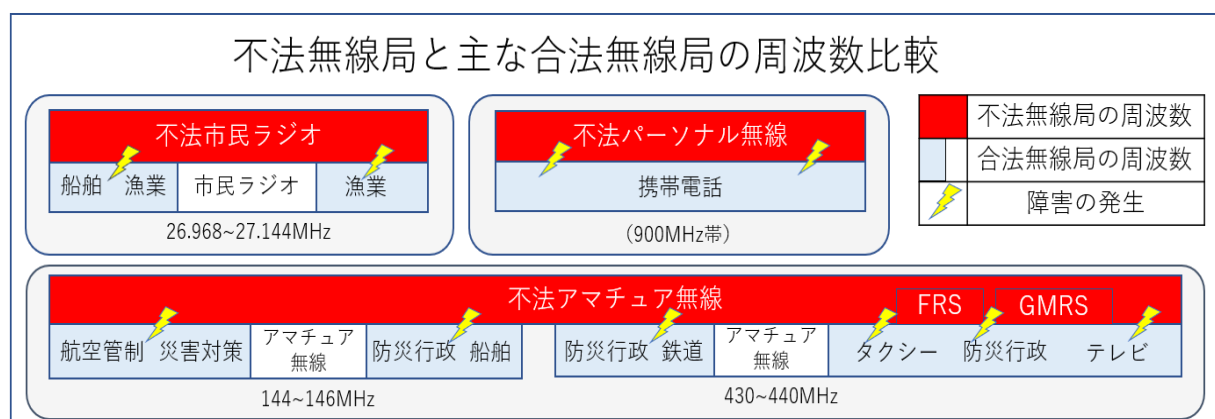 不法無線局と主な合法無線局の周波数比較
不法市民ラジオ
船舶 漁業 市民ラジオ 漁業
26.968~27.144MHz
不法パーソナル無線
携帯電話
(900MHz帯)
不法無線局の周波数
合法無線局の周波数
障害の発生
不法アマチュア無線 FRS GMRS
航空管制 災害対策 アマチュア
無線 防災行政 船舶 防災行政 鉄道 アマチュア
無線 タクシー 防災行政 テレビ
144~146MHz
430~440MHz